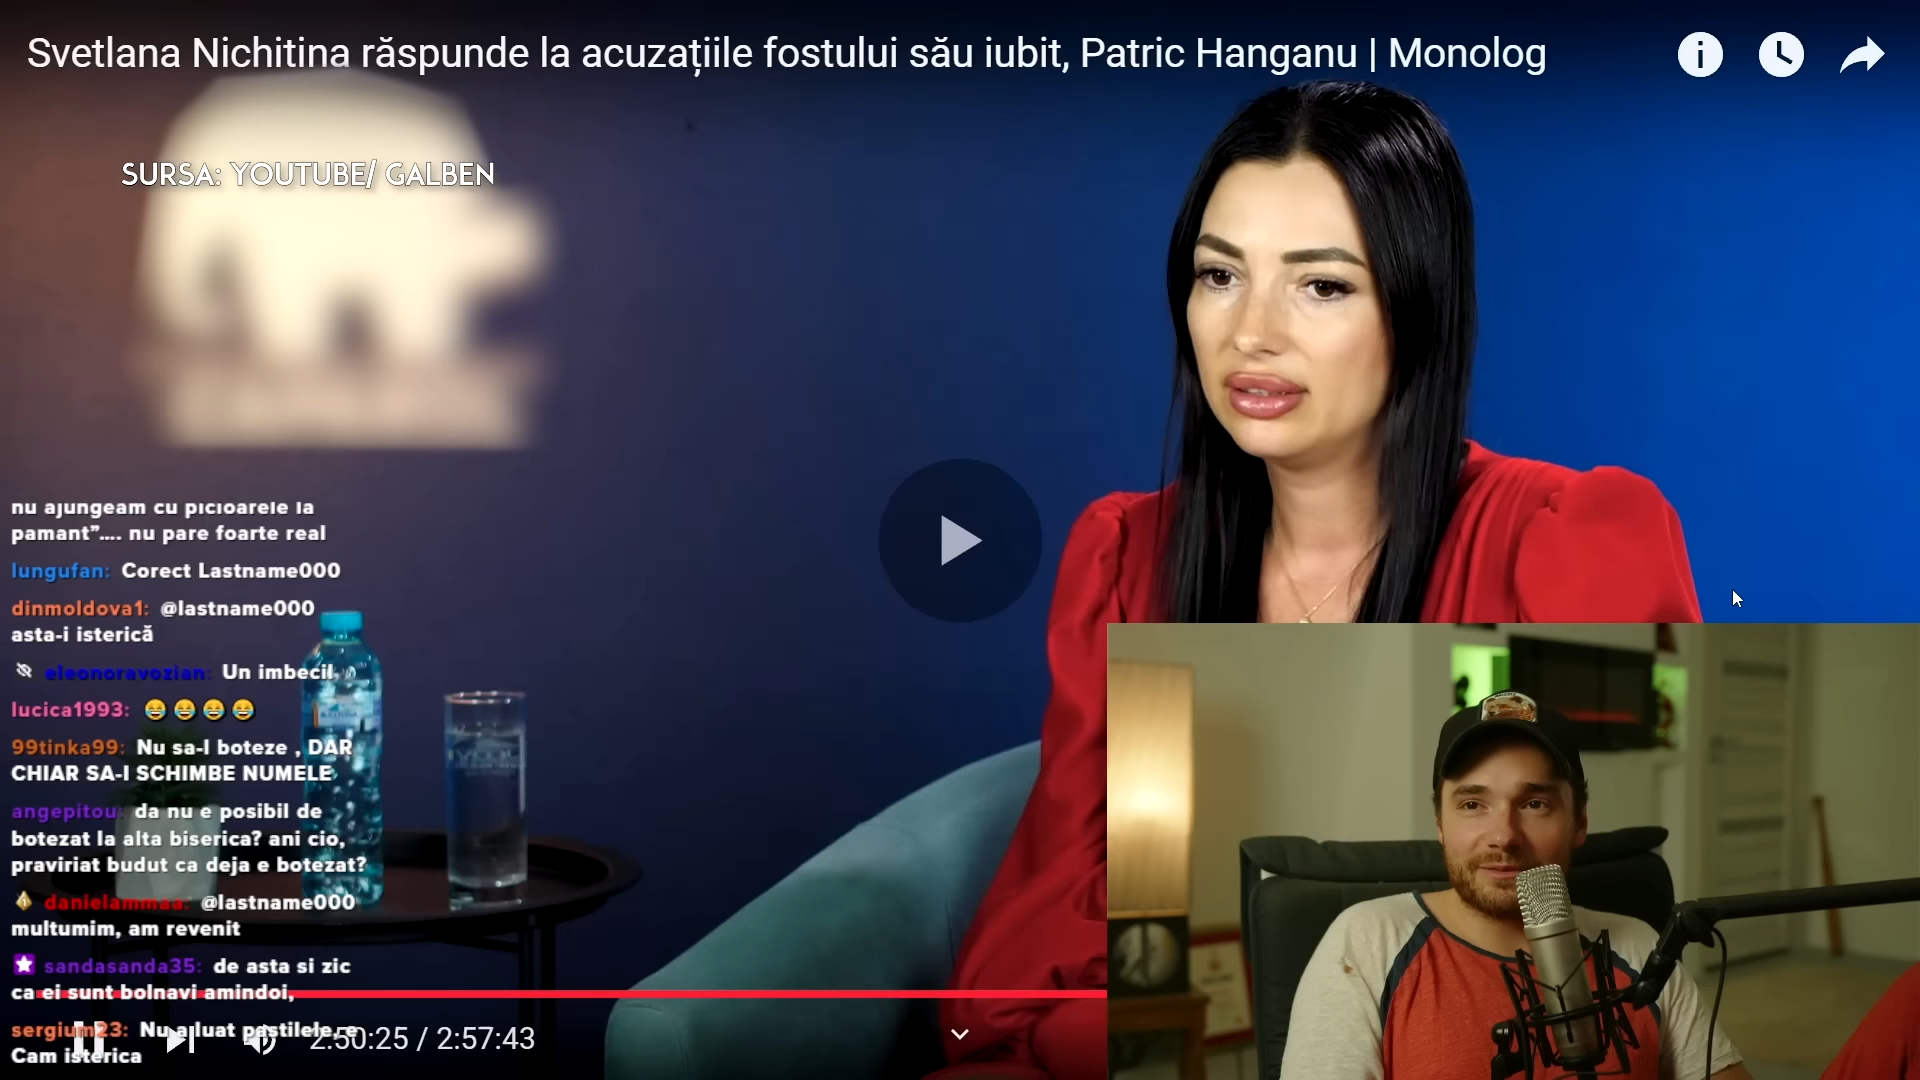 Svetlana Nichitina răspunde la acuzațiile fostului său iubit, Patric Hanganu | Monolog
SURSA: YOUTUBE/ GALBEN
nu ajungeam cu picioarele la
pamant”.... nu pare foarte real
lungufan: Corect Lastname000
dinmoldova1: @lastname000
asta-i isterică
eleonoravozian: Un imbecil,
lucica1993: 😂😂😂😂
99tinka99: Nu sa-l boteze , DAR
CHIAR SA-I SCHIMBE NUMELE
angepitou: da nu e posibil de
botezat la alta biserica? ani cio,
praviriat budut ca deja e botezat?
danielammaa: @lastname000
multumim, am revenit
sandasanda35: de asta si zic
ca ei sunt bolnavi amindoi,
sergium23: Nu a luat pastilele, e
Cam isterica
2:50:25 / 2:57:43